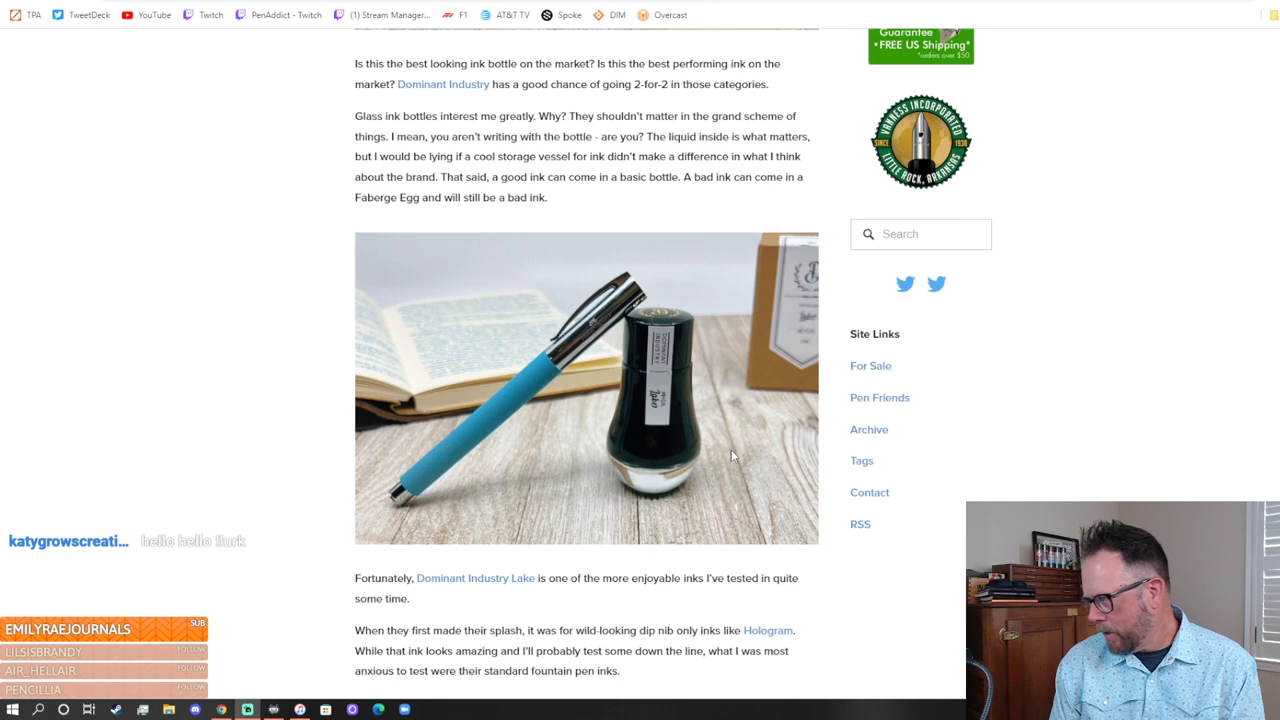 TPA TweetDeck YouTube Twitch PenAddict - Twitch (1) Stream Manager... F1 AT&T TV Spoke DIM Overcast
Is this the best looking ink bottle on the market? Is this the best performing ink on the
market? Dominant Industry has a good chance of going 2-for-2 in those categories.
Glass ink bottles interest me greatly. Why? They shouldn't matter in the grand scheme of
things. I mean, you aren't writing with the bottle - are you? The liquid inside is what matters,
but I would be lying if a cool storage vessel for ink didn't make a difference in what I think
about the brand. That said, a good ink can come in a basic bottle. A bad ink can come in a
Faberge Egg and will still be a bad ink.
DOMINANT
INDUSTRY
Lake
Fortunately, Dominant Industry Lake is one of the more enjoyable inks I've tested in quite
some time.
When they first made their splash, it was for wild-looking dip nib only inks like Hologram.
While that ink looks amazing and I'll probably test some down the line, what I was most
anxious to test were their standard fountain pen inks.
Guarantee
•FREE US Shipping*
*orders over $50
VANNESS INCORPORATED
SINCE 1938
LITTLE ROCK, ARKANSAS
Search
Site Links
For Sale
Pen Friends
Archive
Tags
Contact
RSS
katygrowscreati... hello hello !lurk
EMILYRAEJOURNALS SUB
LILSISBRANDY FOLLOW
AIR_HELLAIR FOLLOW
PENCILLIA FOLLOW